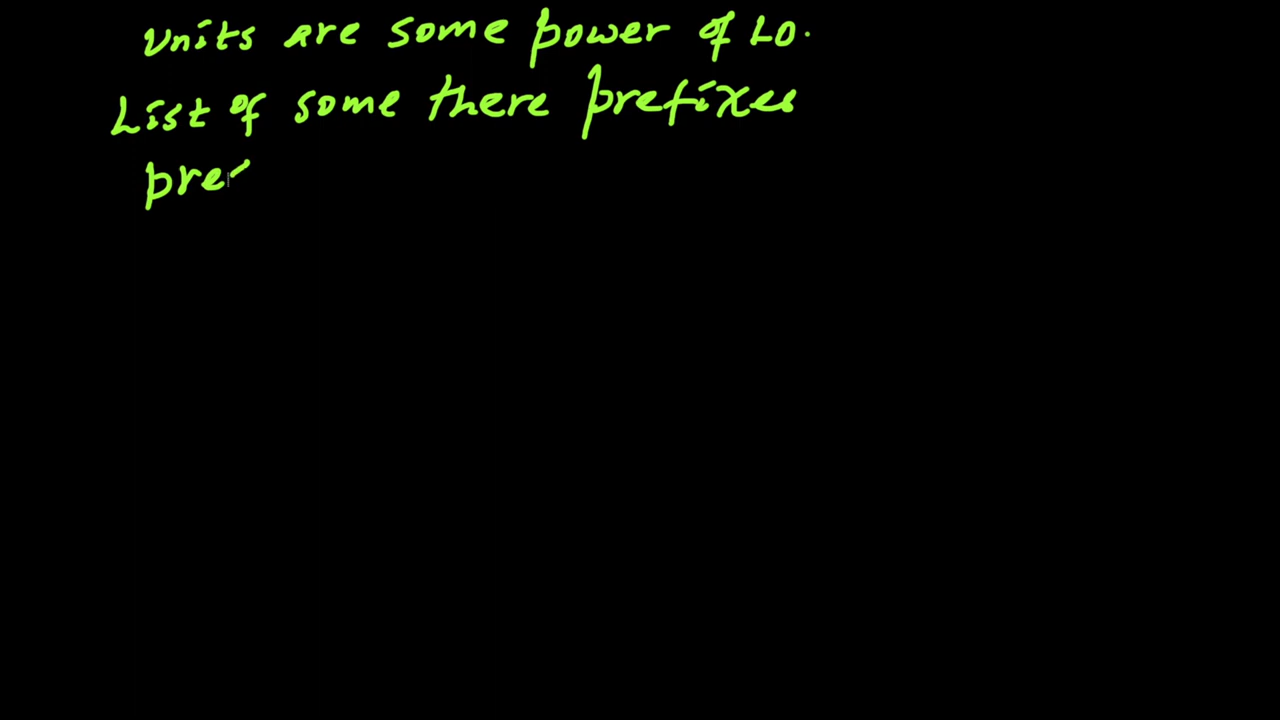 Units are some power of 10.
List of some there prefixes
pre